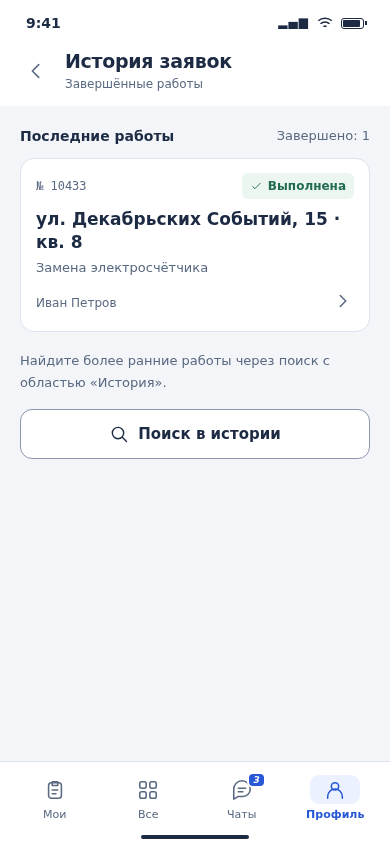 9:41
История заявок
Завершённые работы
Последние работы
Завершено: 1
№ 10433
Выполнена
ул. Декабрьских Событий, 15 ·
кв. 8
Замена электросчётчика
Иван Петров
Найдите более ранние работы через поиск с
областью «История».
Поиск в истории
3
Мои
Все
Чаты
Профиль